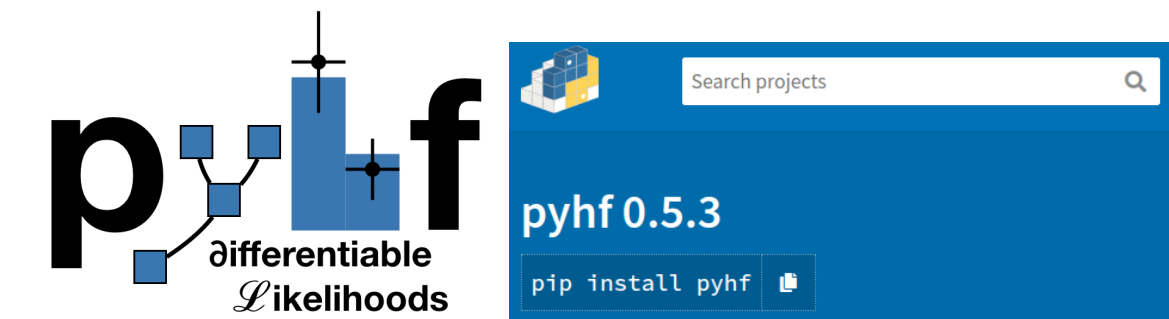 pyhf
∂ifferentiable
ℒikelihoods
Search projects
pyhf 0.5.3
pip install pyhf